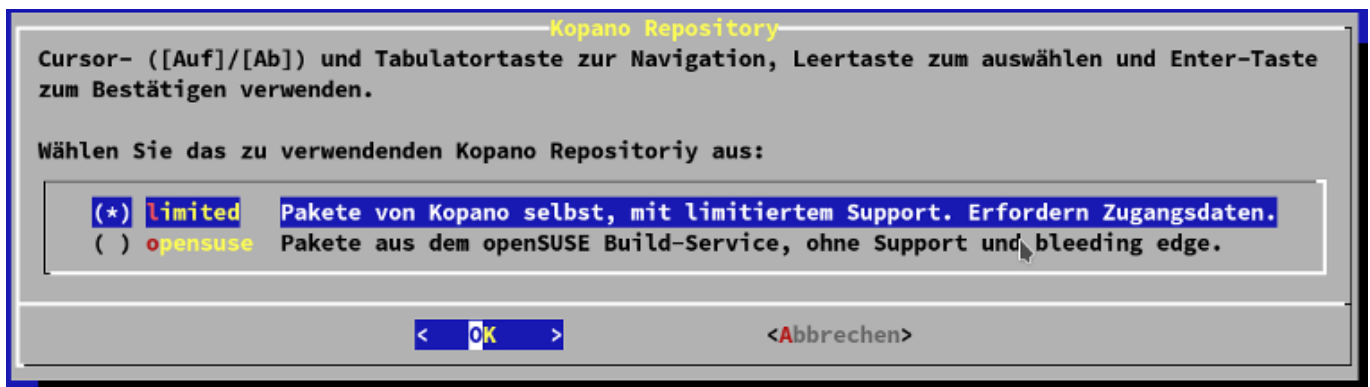 Kopano Repository
Cursor- ([Auf]/[Ab]) und Tabulatortaste zur Navigation, Leertaste zum auswählen und Enter-Taste
zum Bestätigen verwenden.
Wählen Sie das zu verwendenden Kopano Repositoriy aus:
(*) limited Pakete von Kopano selbst, mit limitiertem Support. Erfordern Zugangsdaten.
( ) opensuse Pakete aus dem openSUSE Build-Service, ohne Support und bleeding edge.
< OK > <Abbrechen>